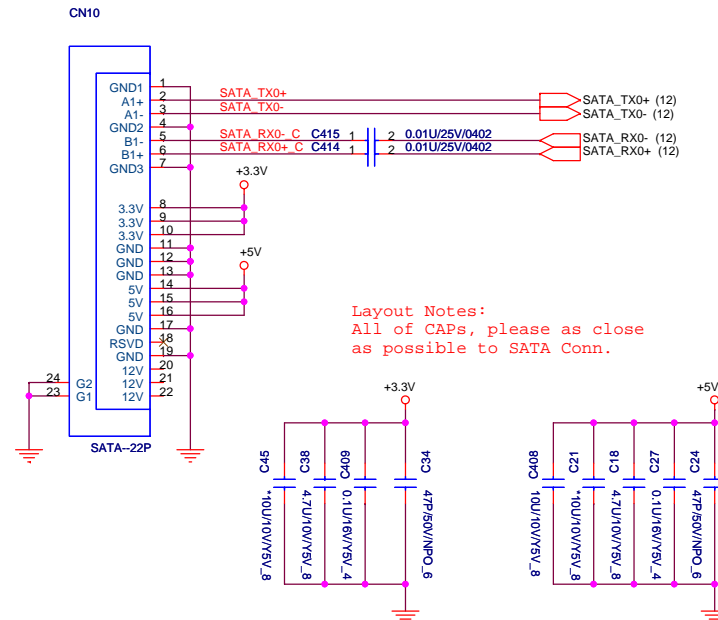 CN10
GND1 1
A1+ 2 SATA_TX0+ SATA_TX0+ (12)
A1- 3 SATA_TX0- SATA_TX0- (12)
GND2 4
B1- 5 SATA_RX0-_C C415 1 2 0.01U/25V/0402 SATA_RX0- (12)
B1+ 6 SATA_RX0+_C C414 1 2 0.01U/25V/0402 SATA_RX0+ (12)
GND3 7
+3.3V
3.3V 8
3.3V 9
3.3V 10
GND 11
GND 12
GND 13
+5V
5V 14
5V 15
5V 16
GND 17
RSVD 18
GND 19
12V 20
12V 21
12V 22
24 G2
23 G1
SATA--22P
Layout Notes:
All of CAPs, please as close
as possible to SATA Conn.
+3.3V
C45 *10U/10V/Y5V_8
C38 4.7U/10V/Y5V_8
C409 0.1U/16V/Y5V_4
C34 47P/50V/NPO_6
+5V
C408 10U/10V/Y5V_8
C21 *10U/10V/Y5V_8
C18 4.7U/10V/Y5V_8
C27 0.1U/16V/Y5V_4
C24 47P/50V/NPO_6